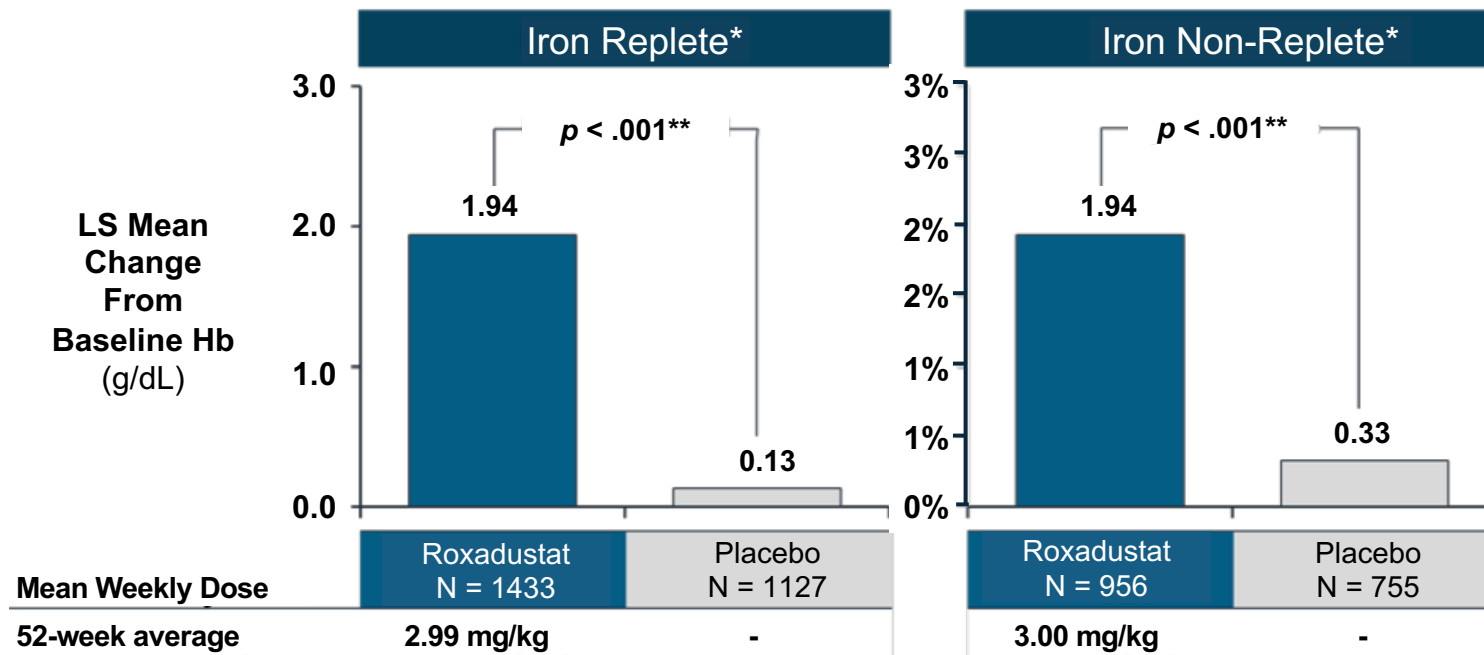 Iron Replete*
Iron Non-Replete*
LS Mean
Change
From
Baseline Hb
(g/dL)
3.0
2.0
1.0
0.0
p < .001**
1.94
0.13
3%
3%
2%
2%
1%
1%
0%
p < .001**
1.94
0.33
Roxadustat
N = 1433
Placebo
N = 1127
Roxadustat
N = 956
Placebo
N = 755
Mean Weekly Dose
52-week average
2.99 mg/kg
-
3.00 mg/kg
-